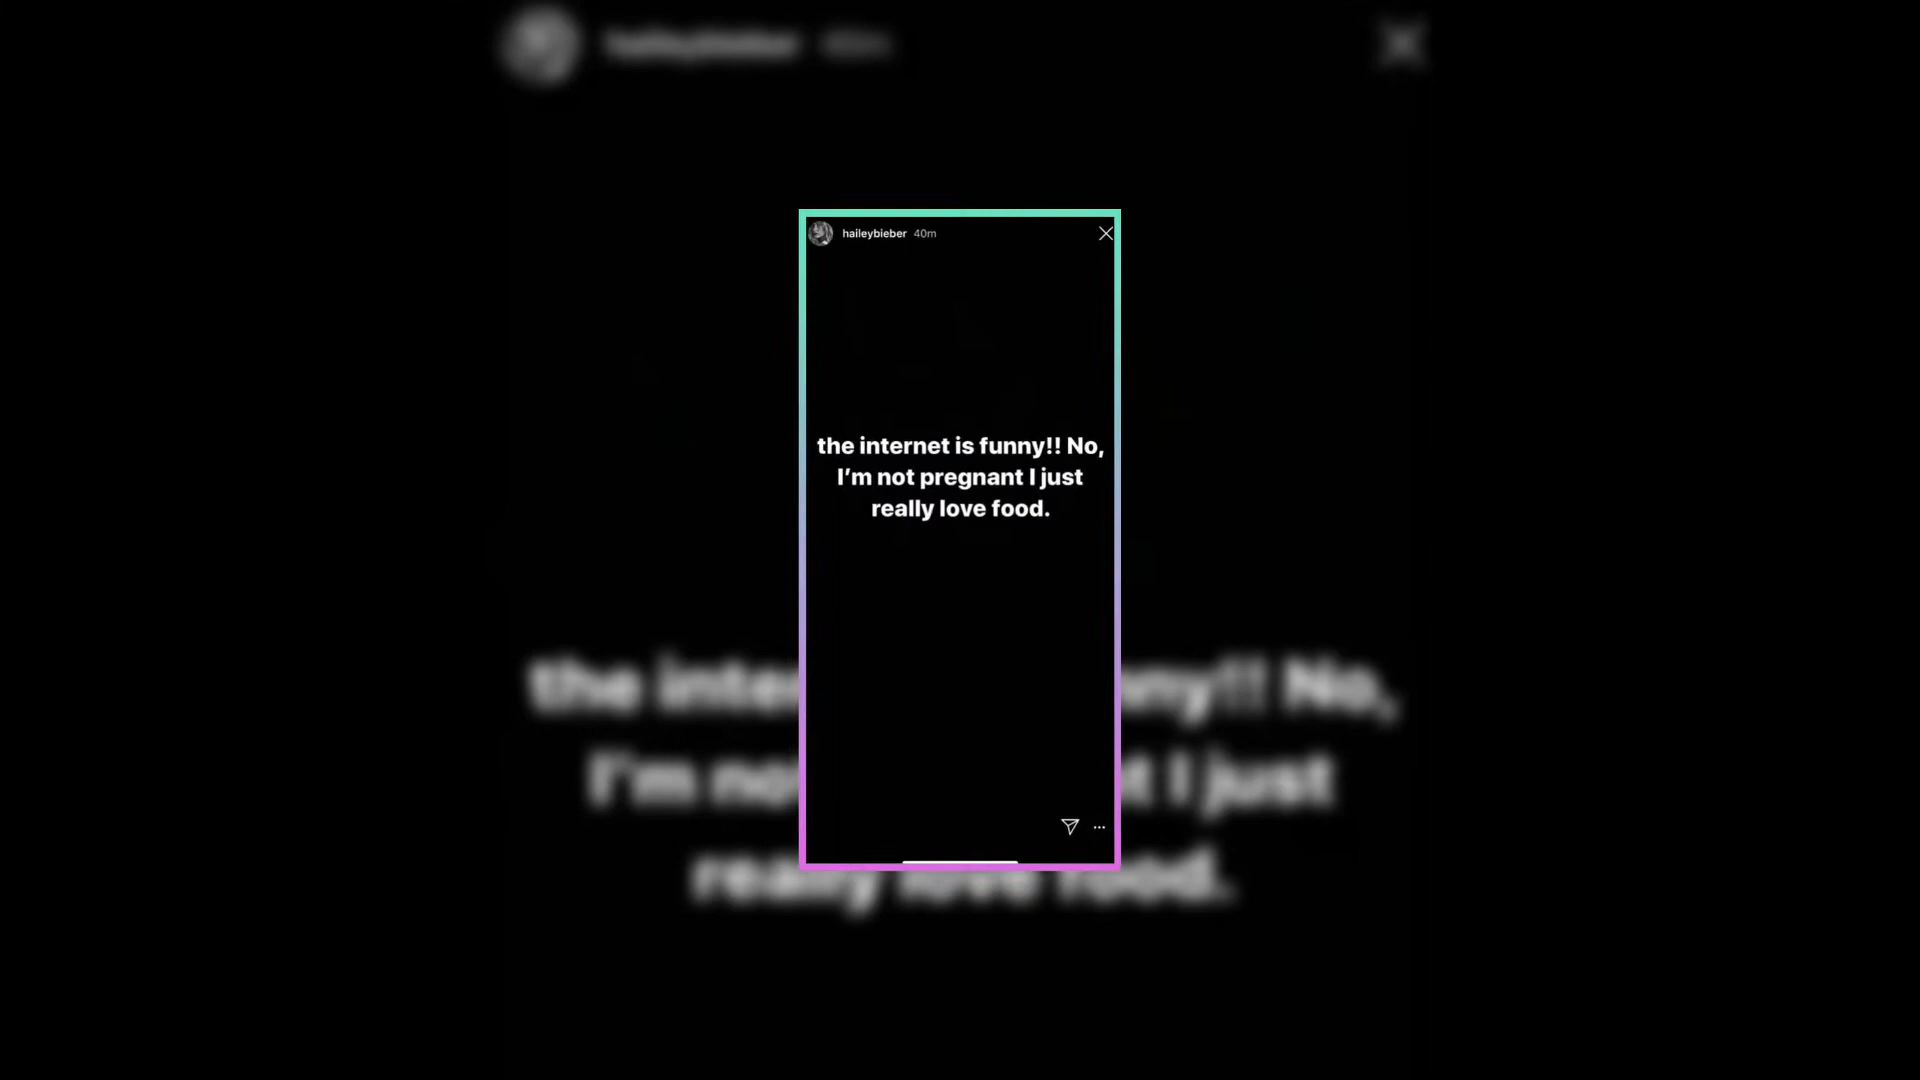 haileybieber 40m
the internet is funny!! No,
I’m not pregnant I just
really love food.